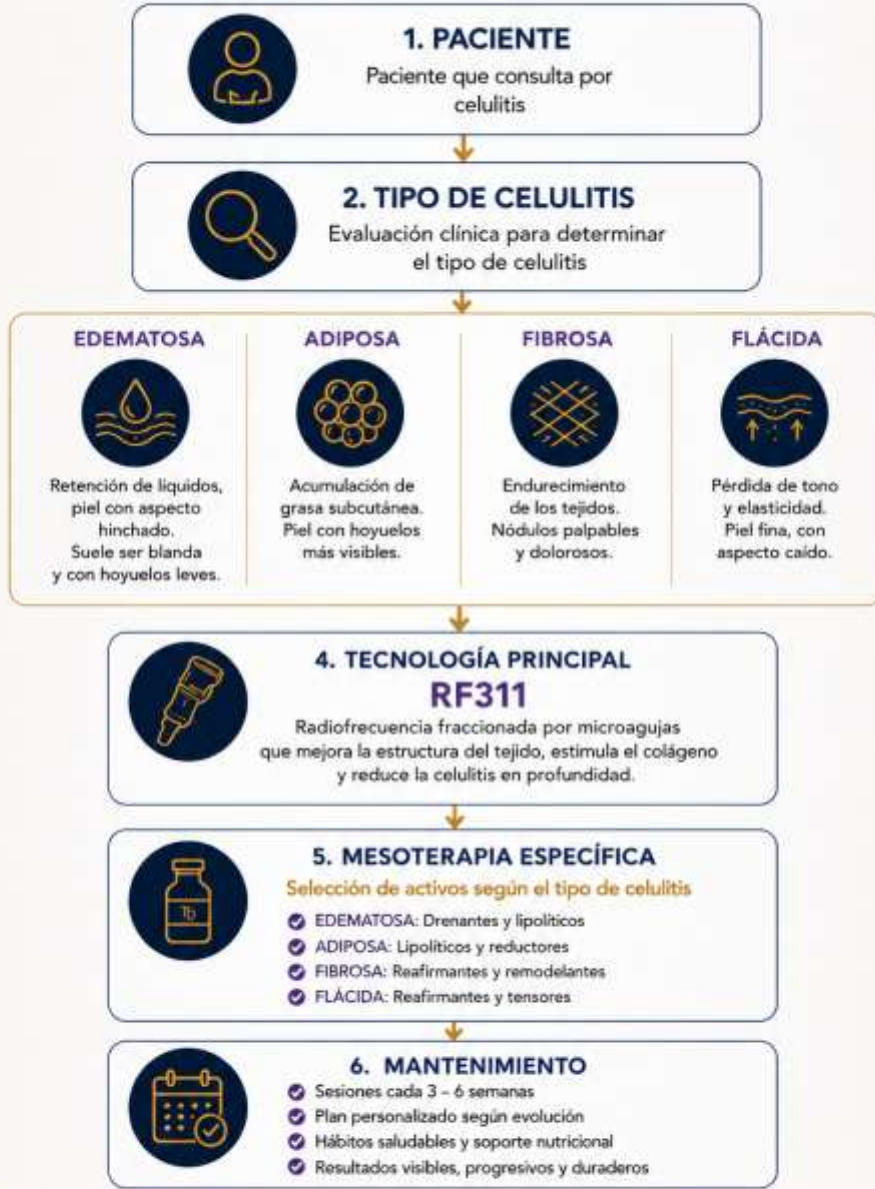 1. PACIENTE
Paciente que consulta por
celulitis
2. TIPO DE CELULITIS
Evaluación clínica para determinar
el tipo de celulitis
EDEMATOSA
Retención de líquidos,
piel con aspecto
hinchado.
Suele ser blanda
y con hoyuelos leves.
ADIPOSA
Acumulación de
grasa subcutánea.
Piel con hoyuelos
más visibles.
FIBROSA
Endurecimiento
de los tejidos.
Nódulos palpables
y dolorosos.
FLÁCIDA
Pérdida de tono
y elasticidad.
Piel fina, con
aspecto caído.
4. TECNOLOGÍA PRINCIPAL
RF311
Radiofrecuencia fraccionada por microagujas
que mejora la estructura del tejido, estimula el colágeno
y reduce la celulitis en profundidad.
5. MESOTERAPIA ESPECÍFICA
Selección de activos según el tipo de celulitis
EDEMATOSA: Drenantes y lipolíticos
ADIPOSA: Lipolíticos y reductores
FIBROSA: Reafirmantes y remodelantes
FLÁCIDA: Reafirmantes y tensores
6. MANTENIMIENTO
Sesiones cada 3 – 6 semanas
Plan personalizado según evolución
Hábitos saludables y soporte nutricional
Resultados visibles, progresivos y duraderos